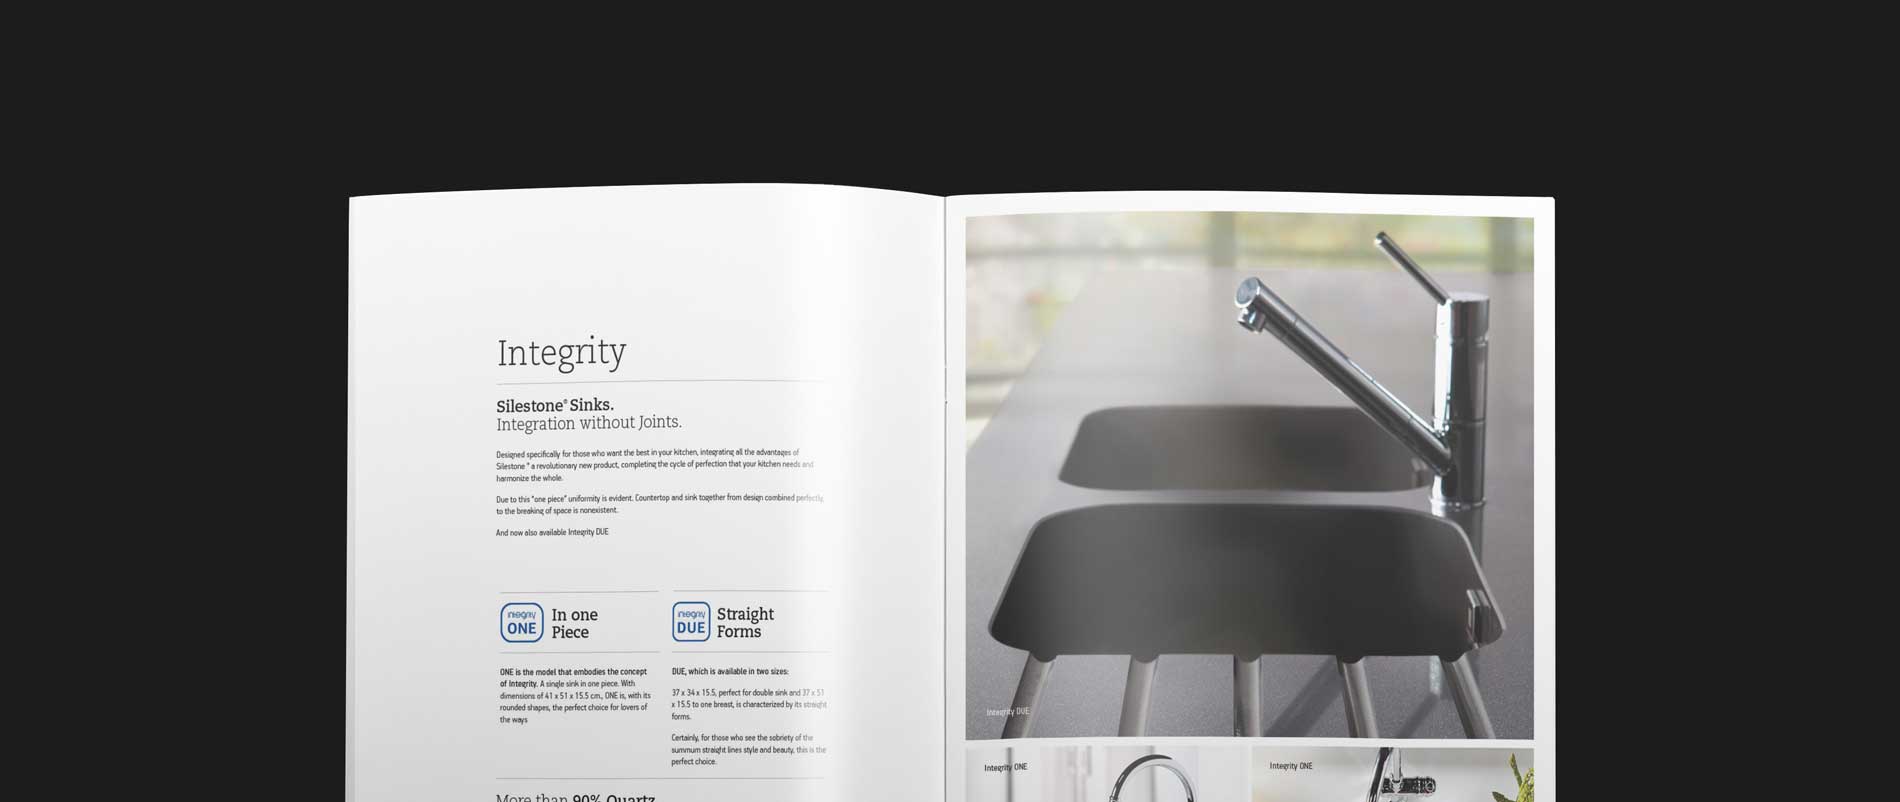 Integrity
Silestone® Sinks.
Integration without Joints.
Designed specifically for those who want the best in your kitchen, integrating all the advantages of
Silestone ® a revolutionary new product, completing the cycle of perfection that your kitchen needs and
harmonize the whole.
Due to this "one piece" uniformity is evident. Countertop and sink together from design combined perfectly,
to the breaking of space is nonexistent.
And now also available Integrity DUE
integrity
ONE
In one
Piece
ONE is the model that embodies the concept
of Integrity. A single sink in one piece. With
dimensions of 41 x 51 x 15.5 cm., ONE is, with its
rounded shapes, the perfect choice for lovers of
the ways
integrity
DUE
Straight
Forms
DUE, which is available in two sizes:
37 x 34 x 15.5, perfect for double sink and 37 x 51
x 15.5 to one breast, is characterized by its straight
forms.
Certainly, for those who see the sobriety of the
summum straight lines style and beauty, this is the
perfect choice.
More than 90% Quartz
Integrity DUE
Integrity ONE
Integrity ONE